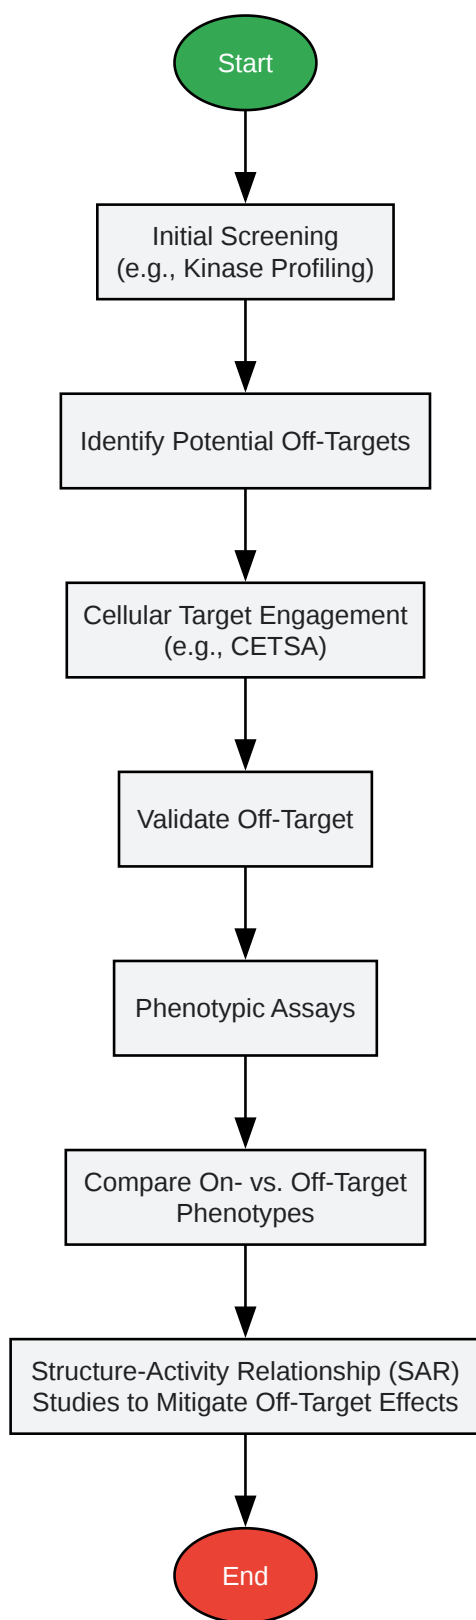 Start
Initial Screening
(e.g., Kinase Profiling)
Identify Potential Off-Targets
Cellular Target Engagement
(e.g., CETSA)
Validate Off-Target
Phenotypic Assays
Compare On- vs. Off-Target
Phenotypes
Structure-Activity Relationship (SAR)
Studies to Mitigate Off-Target Effects
End